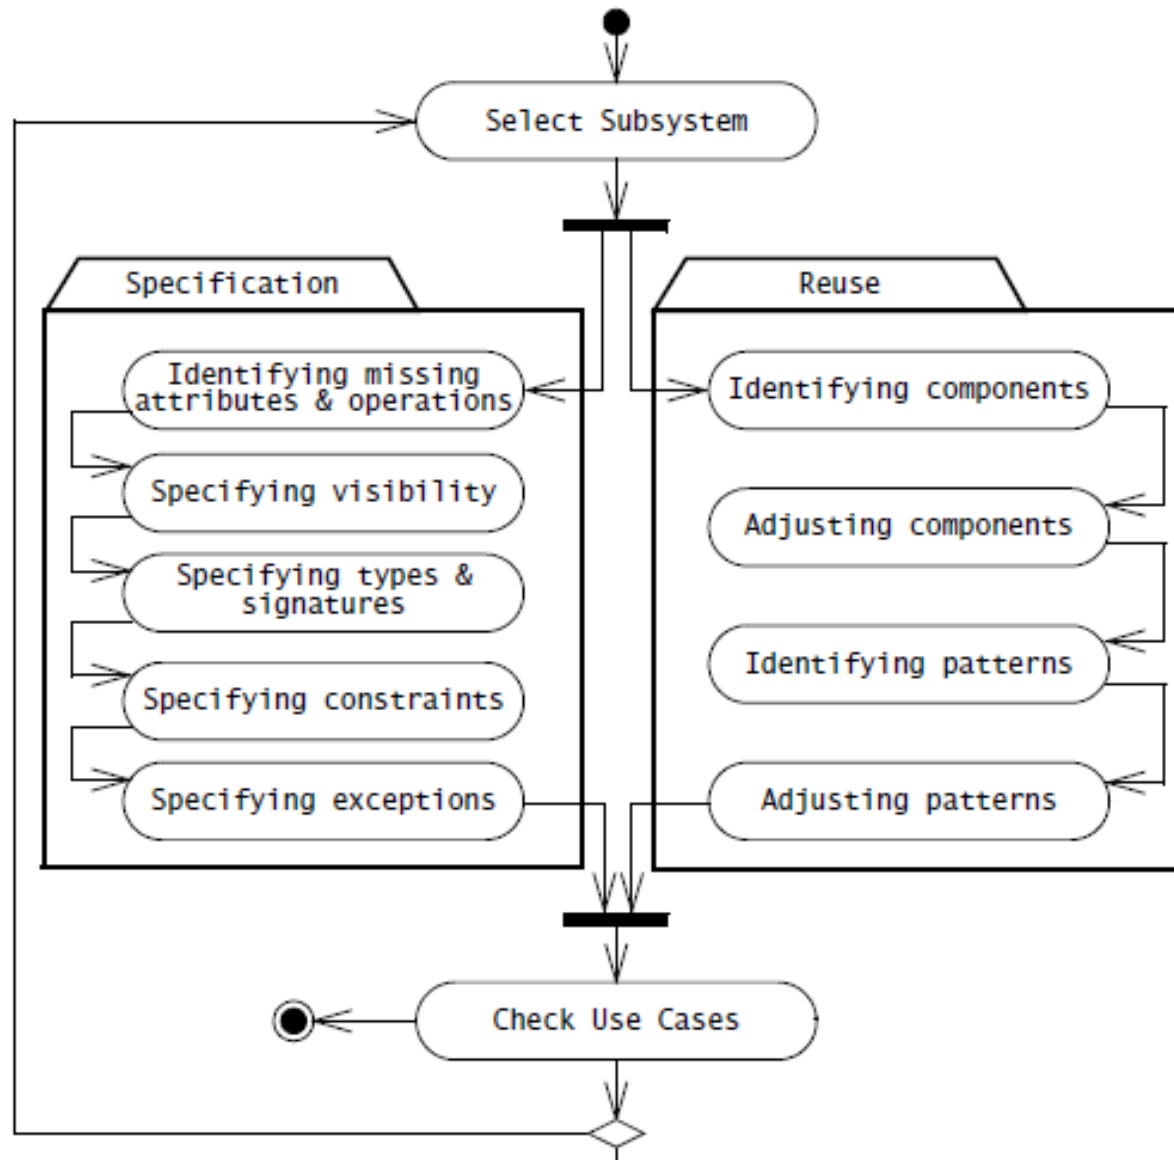 Select Subsystem
Specification
Identifying missing
attributes & operations
Specifying visibility
Specifying types &
signatures
Specifying constraints
Specifying exceptions
Reuse
Identifying components
Adjusting components
Identifying patterns
Adjusting patterns
Check Use Cases